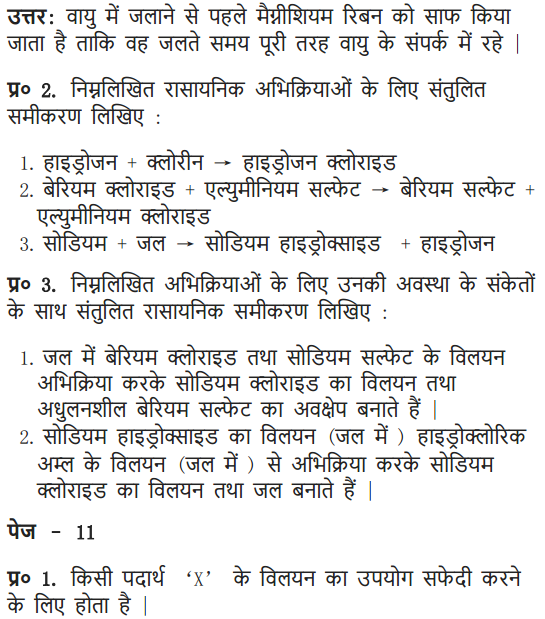 उत्तर: वायु में जलाने से पहले मैग्नीशियम रिबन को साफ किया
जाता है ताकि वह जलते समय पूरी तरह वायु के संपर्क में रहे |
प्र० 2. निम्नलिखित रासायनिक अभिक्रियाओं के लिए संतुलित
समीकरण लिखिए :
1. हाइड्रोजन + क्लोरीन → हाइड्रोजन क्लोराइड
2. बेरियम क्लोराइड + एल्युमीनियम सल्फेट → बेरियम सल्फेट +
एल्युमीनियम क्लोराइड
3. सोडियम + जल → सोडियम हाइड्रोक्साइड + हाइड्रोजन
प्र० 3. निम्नलिखित अभिक्रियाओं के लिए उनकी अवस्था के संकेतों
के साथ संतुलित रासायनिक समीकरण लिखिए :
1. जल में बेरियम क्लोराइड तथा सोडियम सल्फेट के विलयन
अभिक्रिया करके सोडियम क्लोराइड का विलयन तथा
अधुलनशील बेरियम सल्फेट का अवक्षेप बनाते हैं |
2. सोडियम हाइड्रोक्साइड का विलयन (जल में ) हाइड्रोक्लोरिक
अम्ल के विलयन (जल में ) से अभिक्रिया करके सोडियम
क्लोराइड का विलयन तथा जल बनाते हैं |
पेज - 11
प्र० 1. किसी पदार्थ ‘X’ के विलयन का उपयोग सफेदी करने
के लिए होता है |